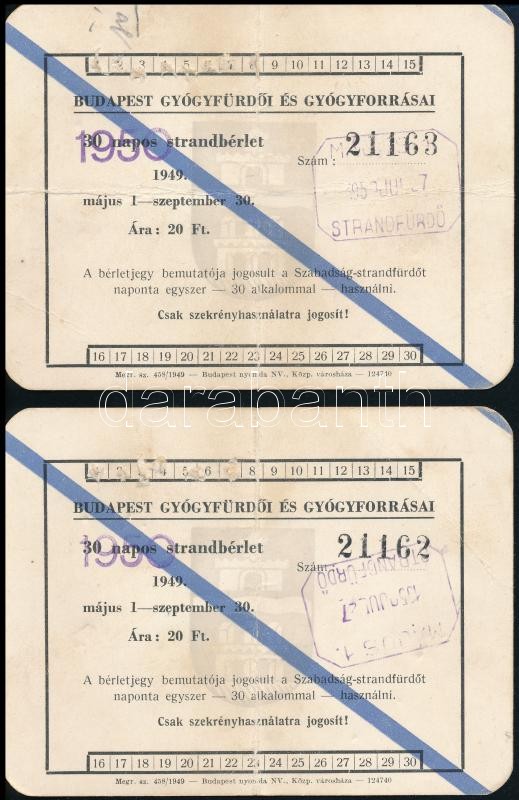 1 2 3 4 5 6 7 8 9 10 11 12 13 14 15
BUDAPEST GYÓGYFÜRDŐI ÉS GYÓGYFORRÁSAI
30 napos strandbérlet
1950
Szám: 21163
1949.
1950 JUL 27
május 1—szeptember 30.
STRANDFÜRDŐ
Ára: 20 Ft.
A bérletjegy bemutatója jogosult a Szabadság-strandfürdőt
naponta egyszer — 30 alkalommal — használni.
Csak szekrényhasználatra jogosít!
16 17 18 19 20 21 22 23 24 25 26 27 28 29 30
Megr. sz. 458/1949 — Budapest nyomda NV., Közp. városháza — 124740
darabanth
1 2 3 4 5 6 7 8 9 10 11 12 13 14 15
BUDAPEST GYÓGYFÜRDŐI ÉS GYÓGYFORRÁSAI
30 napos strandbérlet
1950
Szám: 21162
STRANDFÜRDŐ
1949.
1950 JUL 27
május 1—szeptember 30.
Ára: 20 Ft.
A bérletjegy bemutatója jogosult a Szabadság-strandfürdőt
naponta egyszer — 30 alkalommal — használni.
Csak szekrényhasználatra jogosít!
16 17 18 19 20 21 22 23 24 25 26 27 28 29 30
Megr. sz. 458/1949 — Budapest nyomda NV., Közp. városháza — 124740